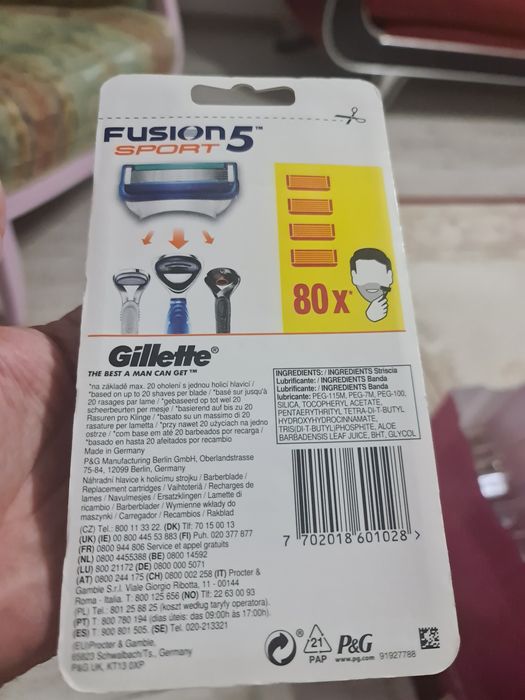 FUSION5™
SPORT
80x*
Gillette®
THE BEST A MAN CAN GET™
*na základě max. 20 oholení s jednou holicí hlavicí /
*based on up to 20 shaves per blade / *basé sur jusqu'à
20 rasages par lame / *gebaseerd op tot wel 20
scheerbeurten per mesje / *basierend auf bis zu 20
Rasuren pro Klinge / *basato su un massimo di 20
rasature per lametta / *przy nawet 20 użyciach na jedno
ostrze / *com base em até 20 barbeados por recarga /
*basado en hasta 20 afeitados por recambio
Made in Germany
P&G Manufacturing Berlin GmbH, Oberlandstrasse
75-84, 12099 Berlin, Germany
Náhradní hlavice k holicímu strojku / Barberblade /
Replacement cartridges / Vaihtoteriä / Recharges de
lames / Navulmesjes / Ersatzklingen / Lamette di
ricambio / Barberblader / Wymienne wkłady do
maszynki / Carregador / Recambios / Rakblad
(CZ) Tel.: 800 11 33 22. (DK) Tlf: 70 15 00 13
(UK) (IE) 00 800 445 53 883 (FI) Puh. 020 377 877
(FR) 0800 944 806 Service et appel gratuits
(NL) 0800 4455388 (BE) 0800 14592
(LU) 800 21172 (DE) 0800 000 5071
(AT) 0800 244 175 (CH) 0800 002 258 (IT) Procter &
Gamble S.r.l. Viale Giorgio Ribotta, 11 - 00144
Roma - Italia. T: 800 125 656 (NO) Tlf: 22 63 00 93
(PL) Tel.: 801 25 88 25 (koszt według taryfy operatora).
(PT) T: 800 780 194 (dias úteis: das 09:00h às 17:00h).
(ES) T: 900 801 505. (SE) Tel. 020-213321
(EU)Procter & Gamble,
65823 Schwalbach/Ts., Germany
P&G UK, KT13 0XP
INGREDIENTS: / INGREDIENTI Striscia
Lubrificante: / INGREDIENTES Banda
Lubrificante: / INGREDIENTES Banda
lubricante: PEG-115M, PEG-7M, PEG-100,
SILICA, TOCOPHERYL ACETATE,
PENTAERYTHRITYL TETRA-DI-T-BUTYL
HYDROXYHYDROCINNAMATE,
TRIS(DI-T-BUTYL)PHOSPHITE, ALOE
BARBADENSIS LEAF JUICE, BHT, GLYCOL
7 702018 601028 >
21
PAP
P&G
www.pg.com
91927788